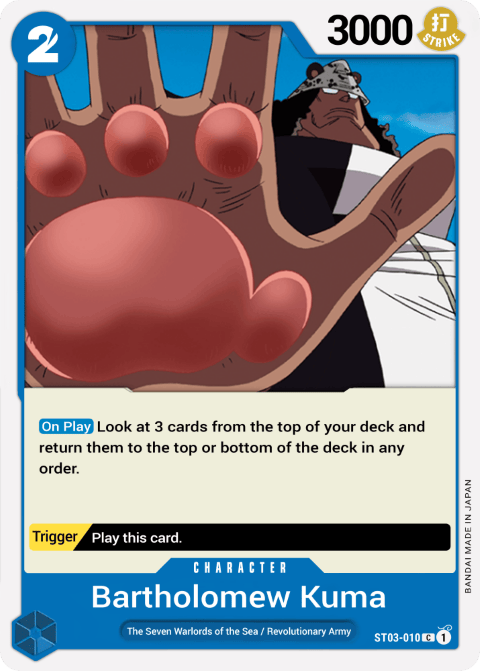 2
3000
打
STRIKE
On Play Look at 3 cards from the top of your deck and
return them to the top or bottom of the deck in any
order.
Trigger Play this card.
CHARACTER
Bartholomew Kuma
The Seven Warlords of the Sea / Revolutionary Army
ST03-010 C 1
BANDAI MADE IN JAPAN